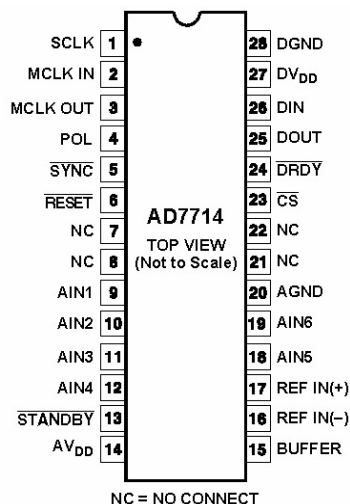 SCLK 1 28 DGND
MCLK IN 2 27 DVDD
MCLK OUT 3 26 DIN
POL 4 25 DOUT
SYNC 5 24 DRDY
RESET 6 23 CS
NC 7 22 NC
NC 8 21 NC
AIN1 9 20 AGND
AIN2 10 19 AIN6
AIN3 11 18 AIN5
AIN4 12 17 REF IN(+)
STANDBY 13 16 REF IN(–)
AVDD 14 15 BUFFER
AD7714
TOP VIEW
(Not to Scale)
NC = NO CONNECT